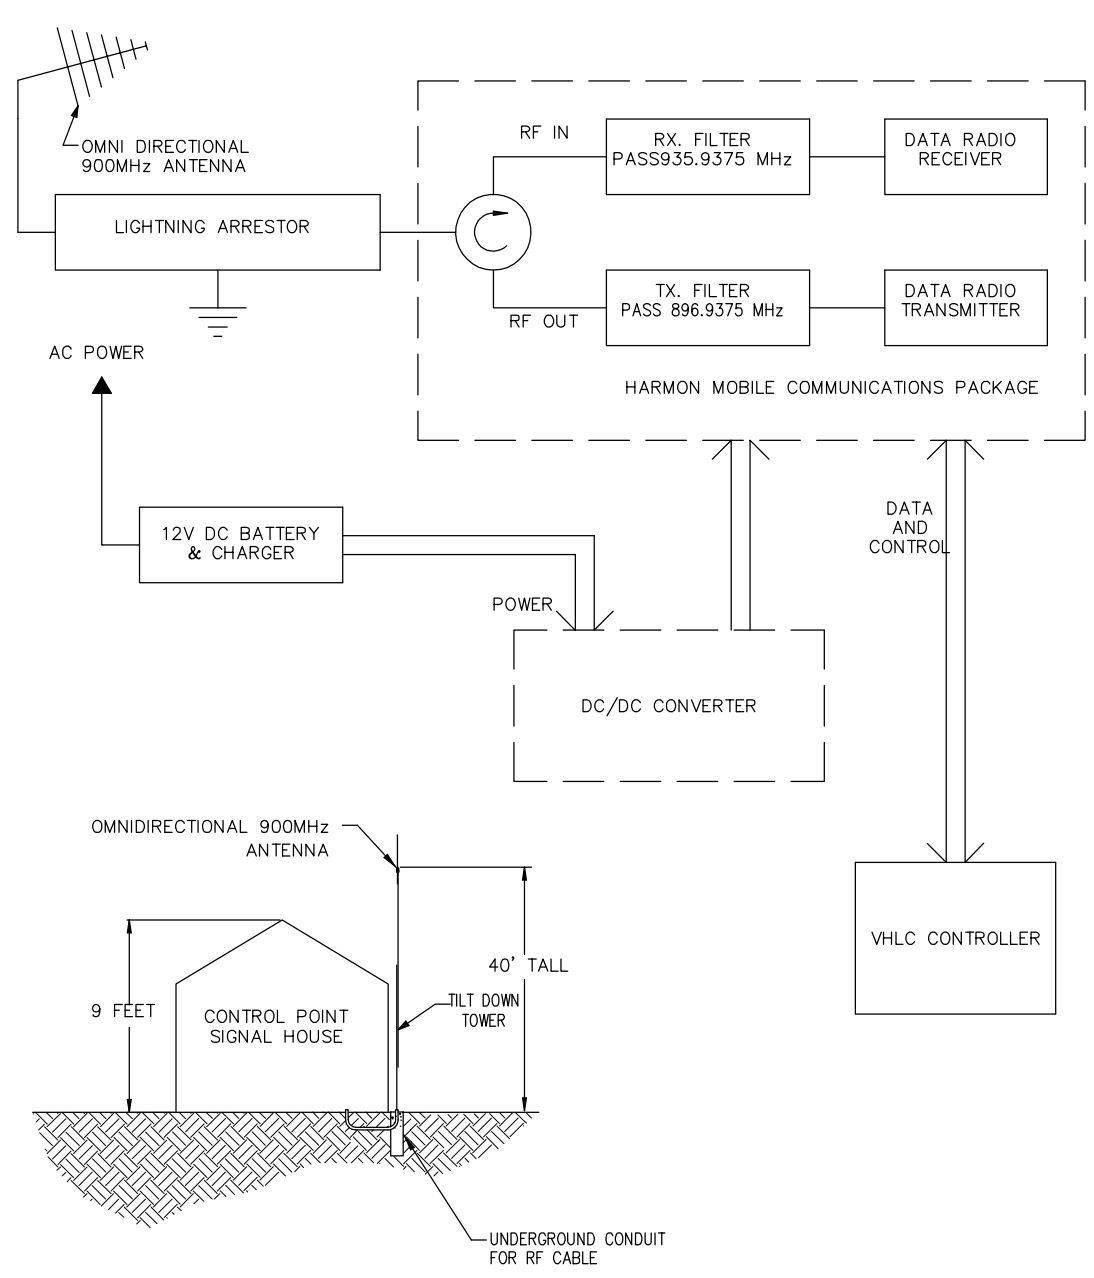 OMNI DIRECTIONAL
900MHz ANTENNA
LIGHTNING ARRESTOR
RF IN
RX. FILTER
PASS935.9375 MHz
DATA RADIO
RECEIVER
RF OUT
TX. FILTER
PASS 896.9375 MHz
DATA RADIO
TRANSMITTER
HARMON MOBILE COMMUNICATIONS PACKAGE
AC POWER
12V DC BATTERY
& CHARGER
POWER
DC/DC CONVERTER
DATA
AND
CONTROL
VHLC CONTROLLER
OMNIDIRECTIONAL 900MHz
ANTENNA
40' TALL
9 FEET
CONTROL POINT
SIGNAL HOUSE
TILT DOWN
TOWER
UNDERGROUND CONDUIT
FOR RF CABLE